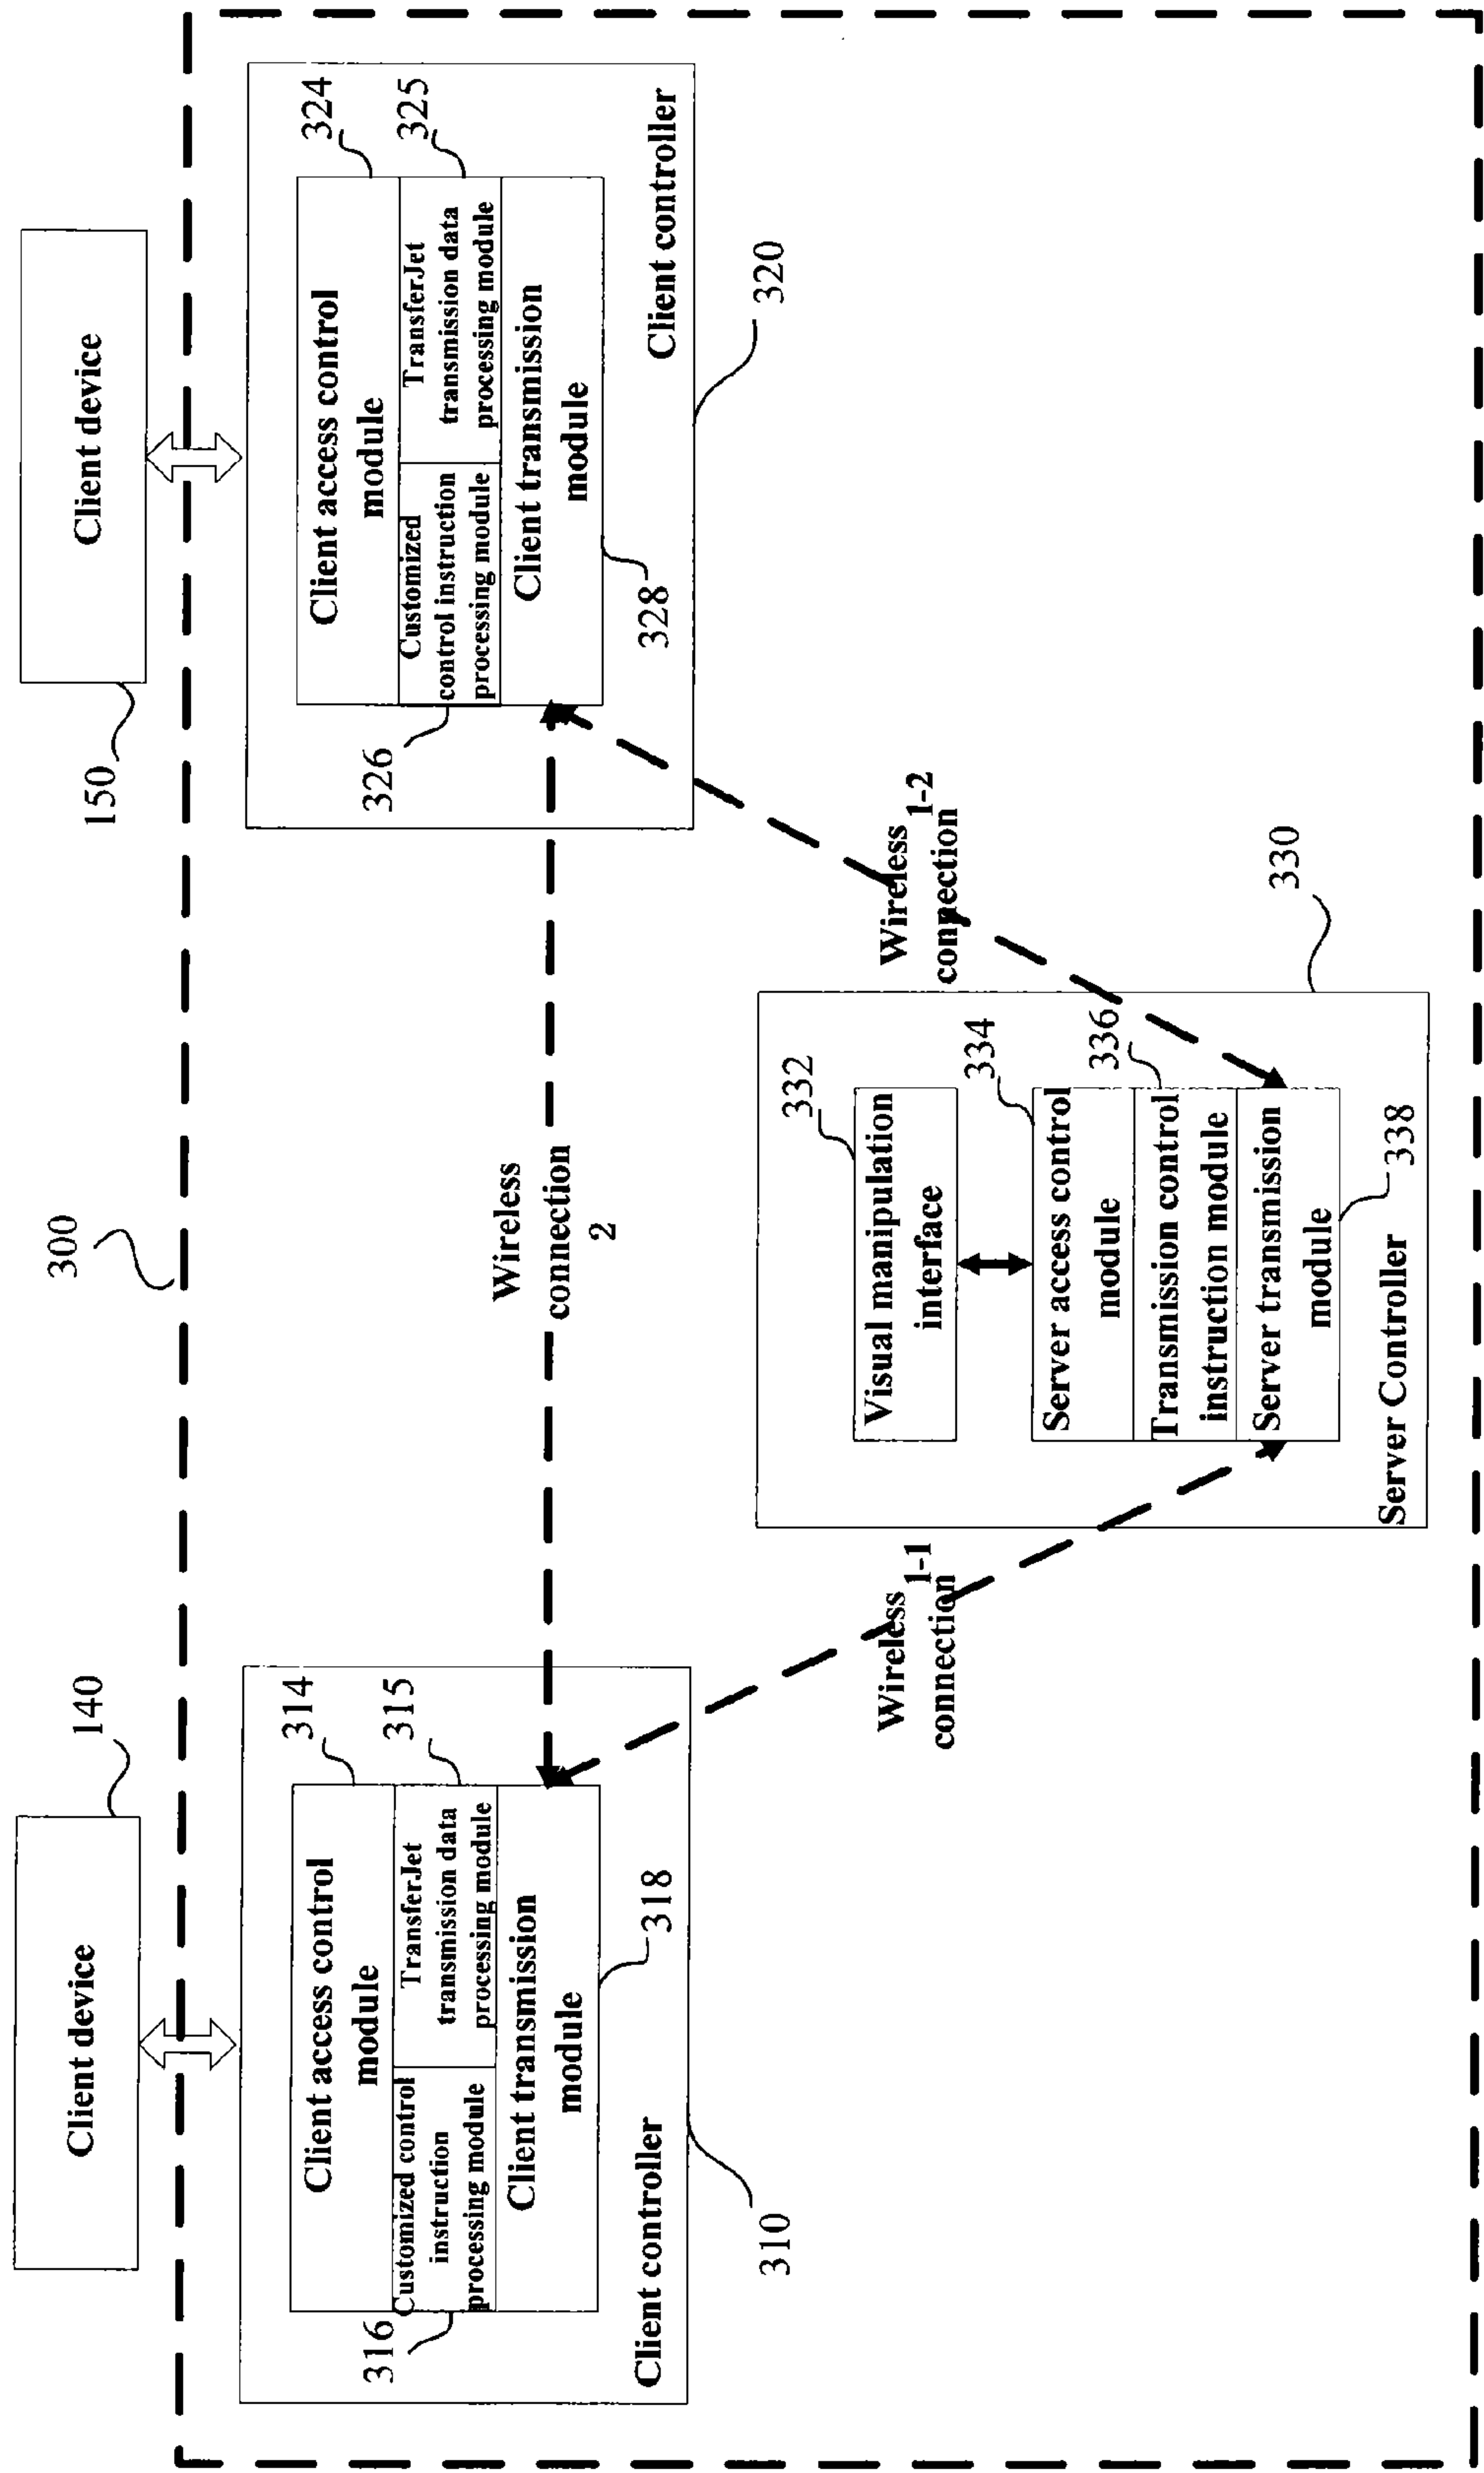 300
140
Client device
150
Client device
314
Client access control
module
315
TransferJet
transmission data
processing module
316
Customized control
instruction
processing module
Client transmission
module
318
Client controller
310
324
Client access control
module
325
TransferJet
transmission data
processing module
326
Customized
control instruction
processing module
Client transmission
module
328
Client controller
320
Wireless
connection
2
Wireless
1-1
connection
Wireless
1-2
connection
330
332
Visual manipulation
interface
334
Server access control
module
336
Transmission control
instruction module
Server transmission
module
338
Server Controller